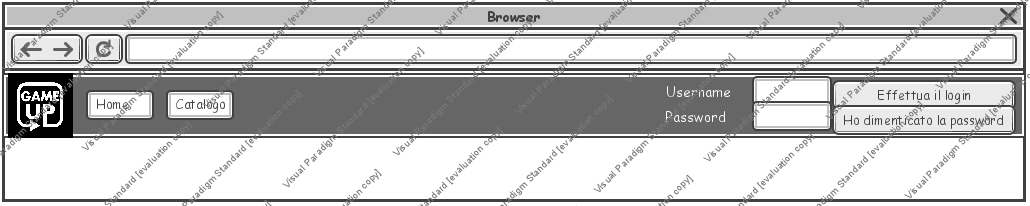 Browser
GAME
UP
Home
Catalogo
Username
Effettua il login
Password
Ho dimenticato la password
Visual Paradigm Standard [evaluation copy]